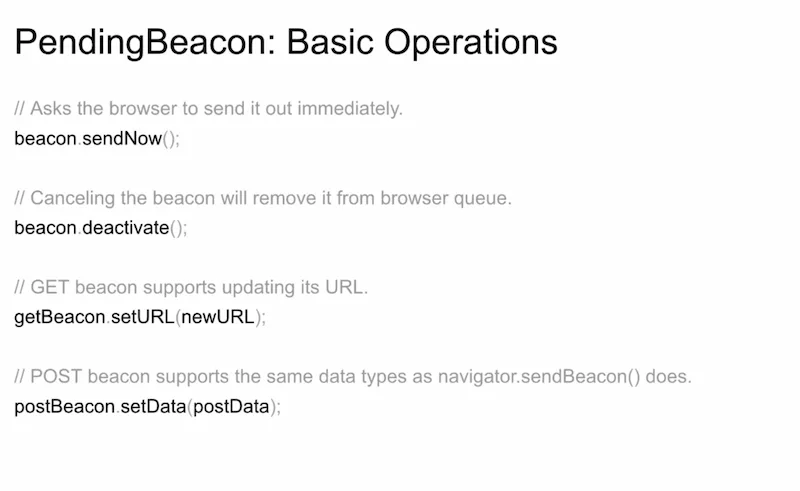 PendingBeacon: Basic Operations
// Asks the browser to send it out immediately.
beacon.sendNow();
// Canceling the beacon will remove it from browser queue.
beacon.deactivate();
// GET beacon supports updating its URL.
getBeacon.setURL(newURL);
// POST beacon supports the same data types as navigator.sendBeacon() does.
postBeacon.setData(postData);